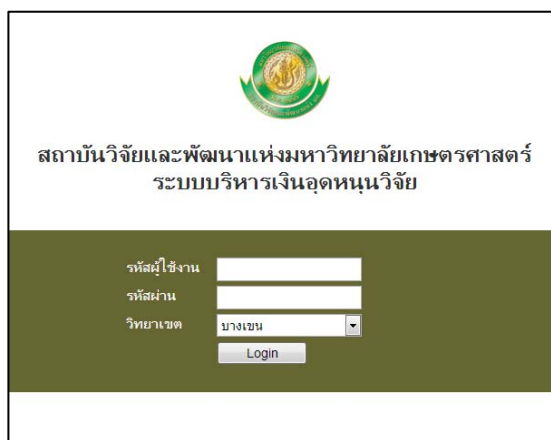 สถาบันวิจัยและพัฒนาแห่งมหาวิทยาลัยเกษตรศาสตร์
ระบบบริหารเงินอุดหนุนวิจัย
รหัสผู้ใช้งาน
รหัสผ่าน
วิทยาเขต บางเขน
Login